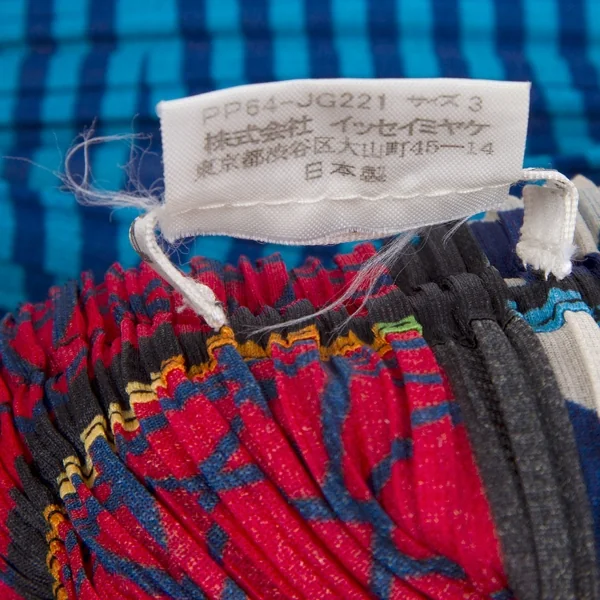 PP64-JG221 サイズ3
株式会社 イッセイミヤケ
東京都渋谷区大山町45—14
日本製